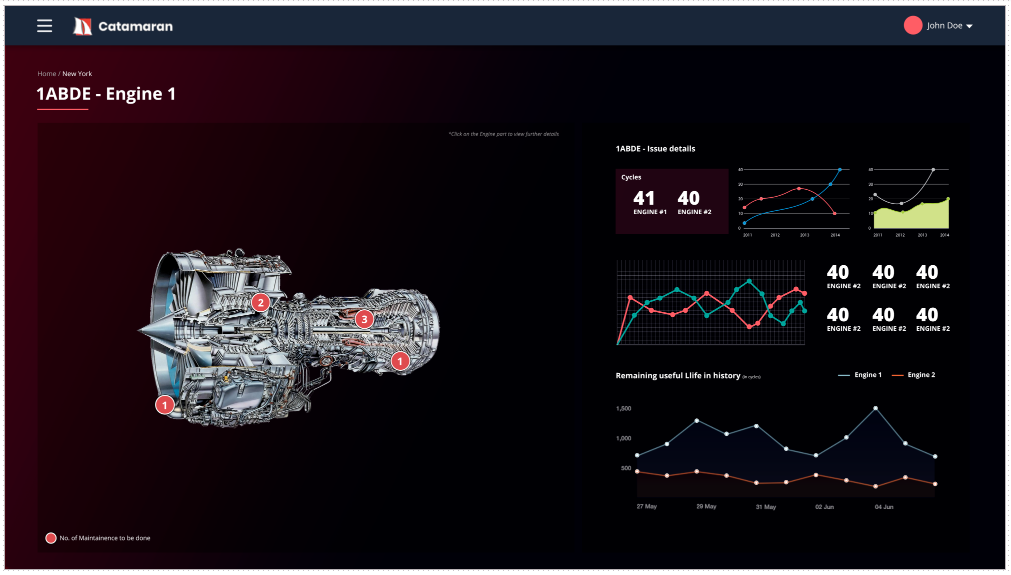 Catamaran
John Doe
Home / New York
1ABDE - Engine 1
*Click on the Engine part to view further details
2
3
1
1
No. of Maintainence to be done
1ABDE - Issue details
Cycles
41 40
ENGINE #1 ENGINE #2
40
30
20
10
0
2011 2012 2013 2014
40
30
20
10
0
2011 2012 2013 2014
40 40 40
ENGINE #2 ENGINE #2 ENGINE #2
40 40 40
ENGINE #2 ENGINE #2 ENGINE #2
Remaining useful Llife in history (in cycles)
Engine 1 Engine 2
1,500
1,000
500
27 May 29 May 31 May 02 Jun 04 Jun